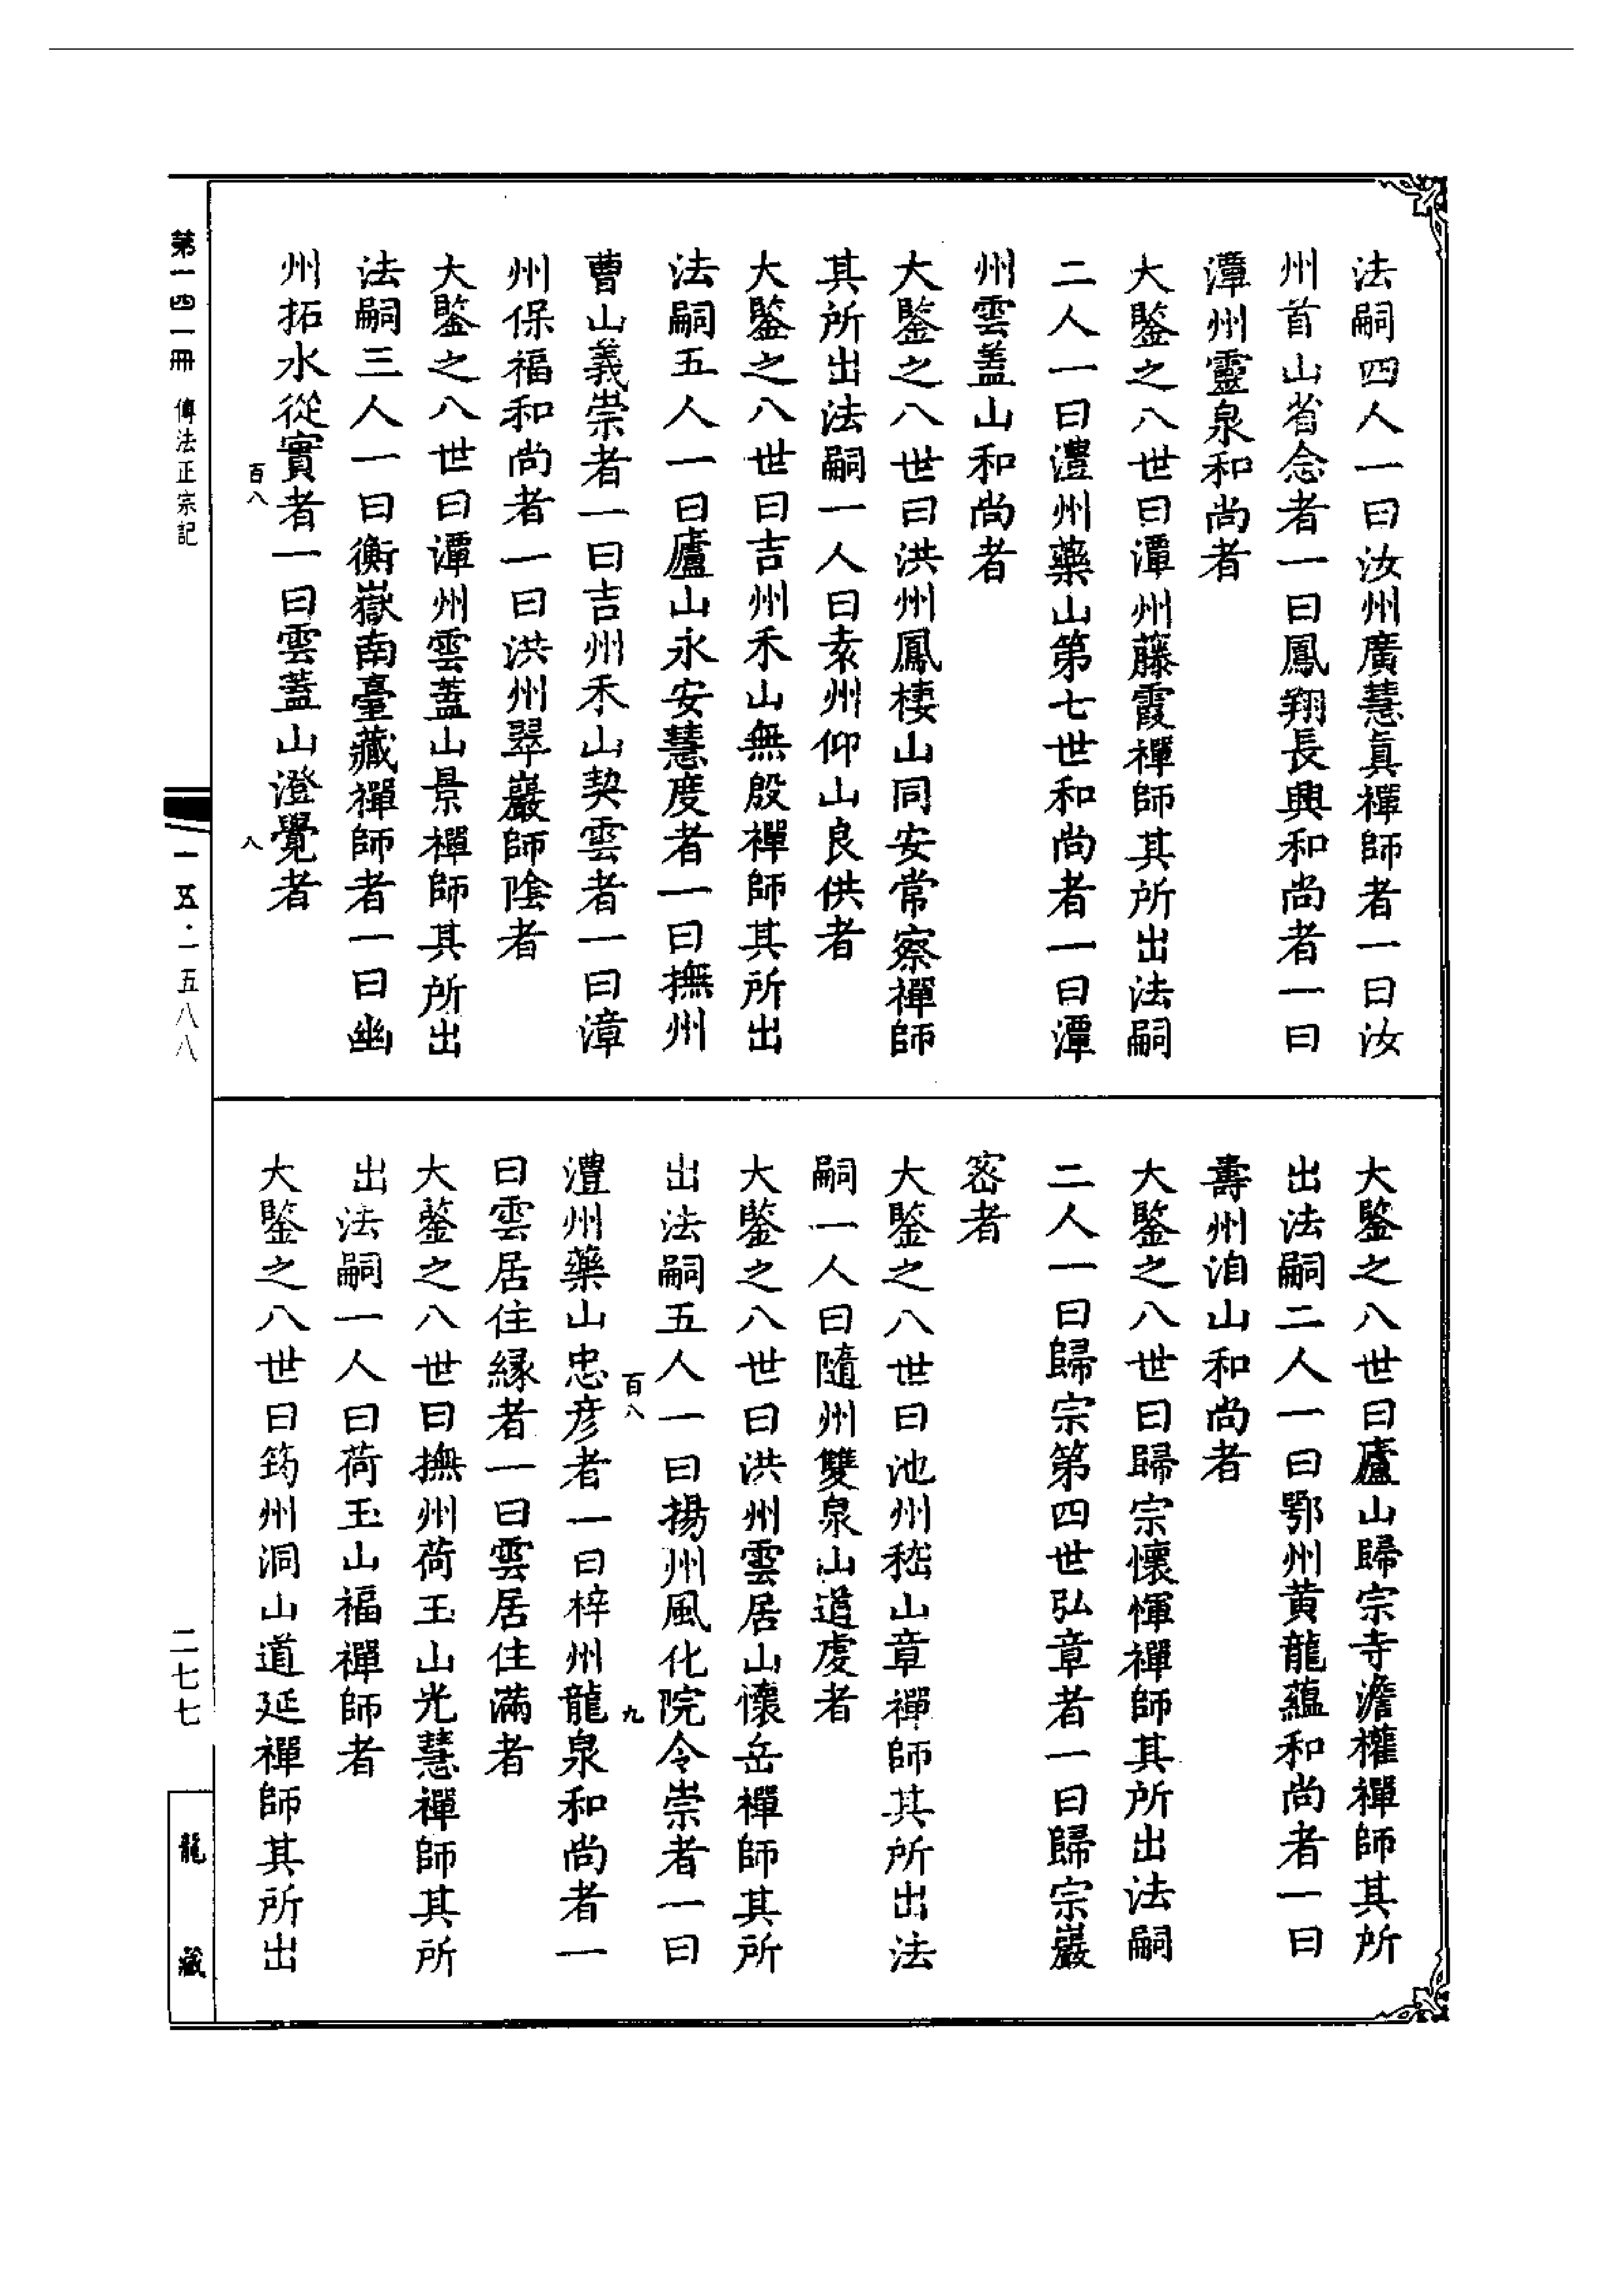 法嗣四人一曰汝州廣慧真禪師者一曰汝
州首山省念者一曰鳳翔長興和尚者一曰
潭州靈泉和尚者
大鑒之八世曰潭州藤霞禪師其所出法嗣
二人一曰澧州藥山第七世和尚者一曰潭
州雲蓋山和尚者
大鑒之八世曰洪州鳳棲山同安常察禪師
其所出法嗣一人曰袁州仰山良供者
大鑒之八世曰吉州禾山無殷禪師其所出
法嗣五人一曰廬山永安慧度者一曰撫州
曹山義崇者一曰吉州禾山契雲者一曰漳
州保福和尚者一曰洪州翠巖師陰者
大鑒之八世曰潭州雲蓋山景禪師其所出
法嗣三人一曰衡嶽南臺藏禪師者一曰幽
州拓水從實者一曰雲蓋山澄覺者
百八
八
大鑒之八世曰廬山歸宗寺澹權禪師其所
出法嗣二人一曰鄂州黃龍蘊和尚者一曰
壽州洎山和尚者
大鑒之八世曰歸宗懷惲禪師其所出法嗣
二人一曰歸宗第四世弘章者一曰歸宗巖
密者
大鑒之八世曰池州嵇山章禪師其所出法
嗣一人曰隨州雙泉山道虔者
大鑒之八世曰洪州雲居山懷岳禪師其所
出法嗣五人一曰揚州風化院令崇者一曰
百八
九
澧州藥山忠彥者一曰梓州龍泉和尚者一
曰雲居住緣者一曰雲居住滿者
大鑒之八世曰撫州荷玉山光慧禪師其所
出法嗣一人曰荷玉山福禪師者
大鑒之八世曰筠州洞山道延禪師其所出
第一四一冊 傳法正宗記
一五·一五八八
二七七
龍藏